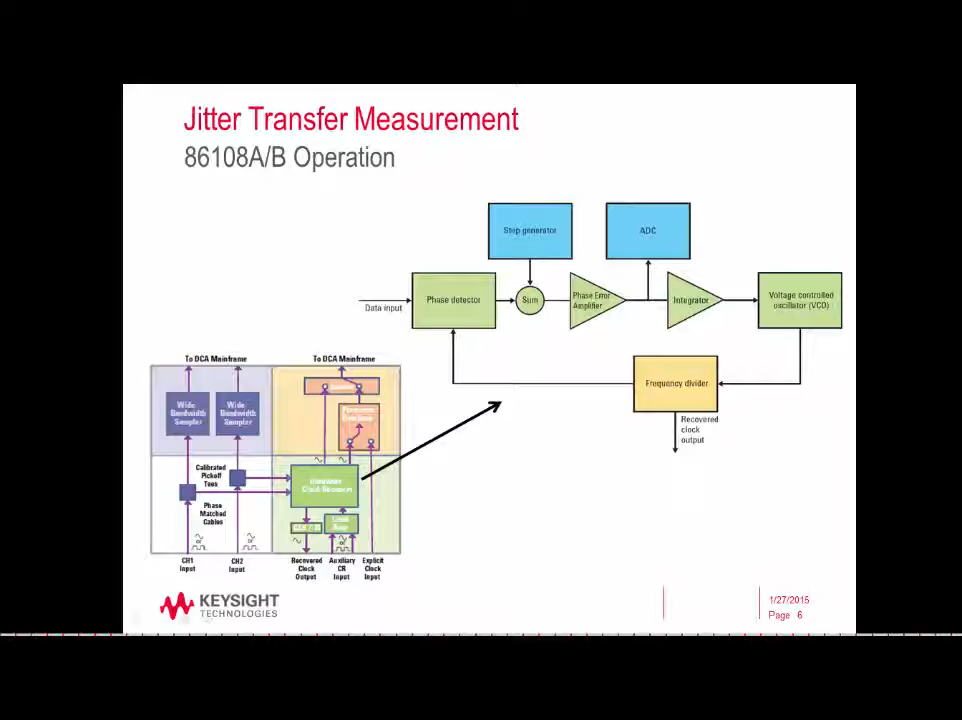 Jitter Transfer Measurement
86108A/B Operation
Step generator
ADC
Data input
Phase detector
Sum
Phase Error
Amplifier
Integrator
Voltage controlled
oscillator (VCO)
Frequency divider
Recovered
clock
output
To DCA Mainframe
To DCA Mainframe
Wide
Bandwidth
Sampler
Wide
Bandwidth
Sampler
Calibrated
Pickoff
Tees
Phase
Matched
Cables
Hardware
Clock Recovery
CH1
Input
CH2
Input
Recovered
Clock
Output
Auxiliary
CR
Input
Explicit
Clock
Input
KEYSIGHT
TECHNOLOGIES
1/27/2015
Page 6